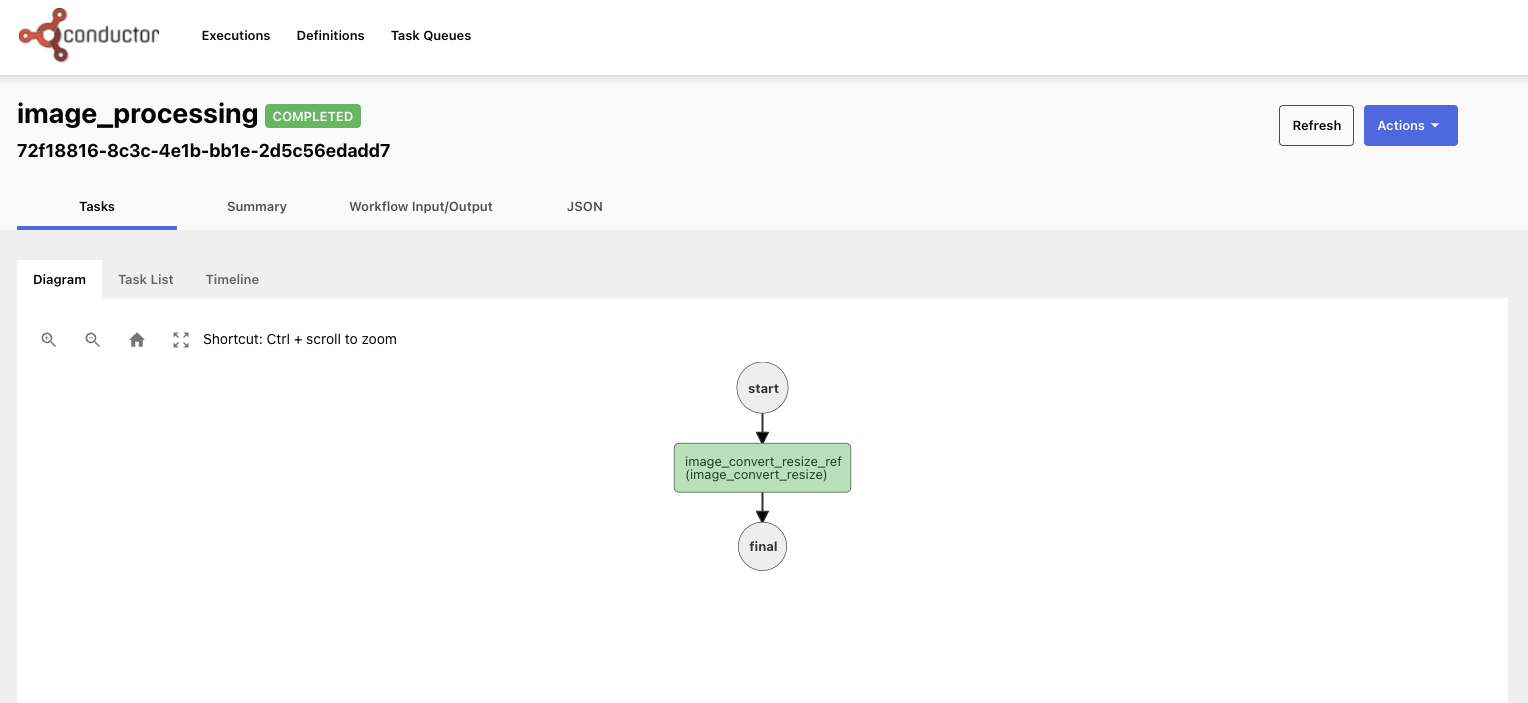 conductor
Executions Definitions Task Queues
image_processing COMPLETED
72f18816-8c3c-4e1b-bb1e-2d5c56edadd7
Refresh Actions
Tasks Summary Workflow Input/Output JSON
Diagram Task List Timeline
Shortcut: Ctrl + scroll to zoom
start
image_convert_resize_ref
(image_convert_resize)
final